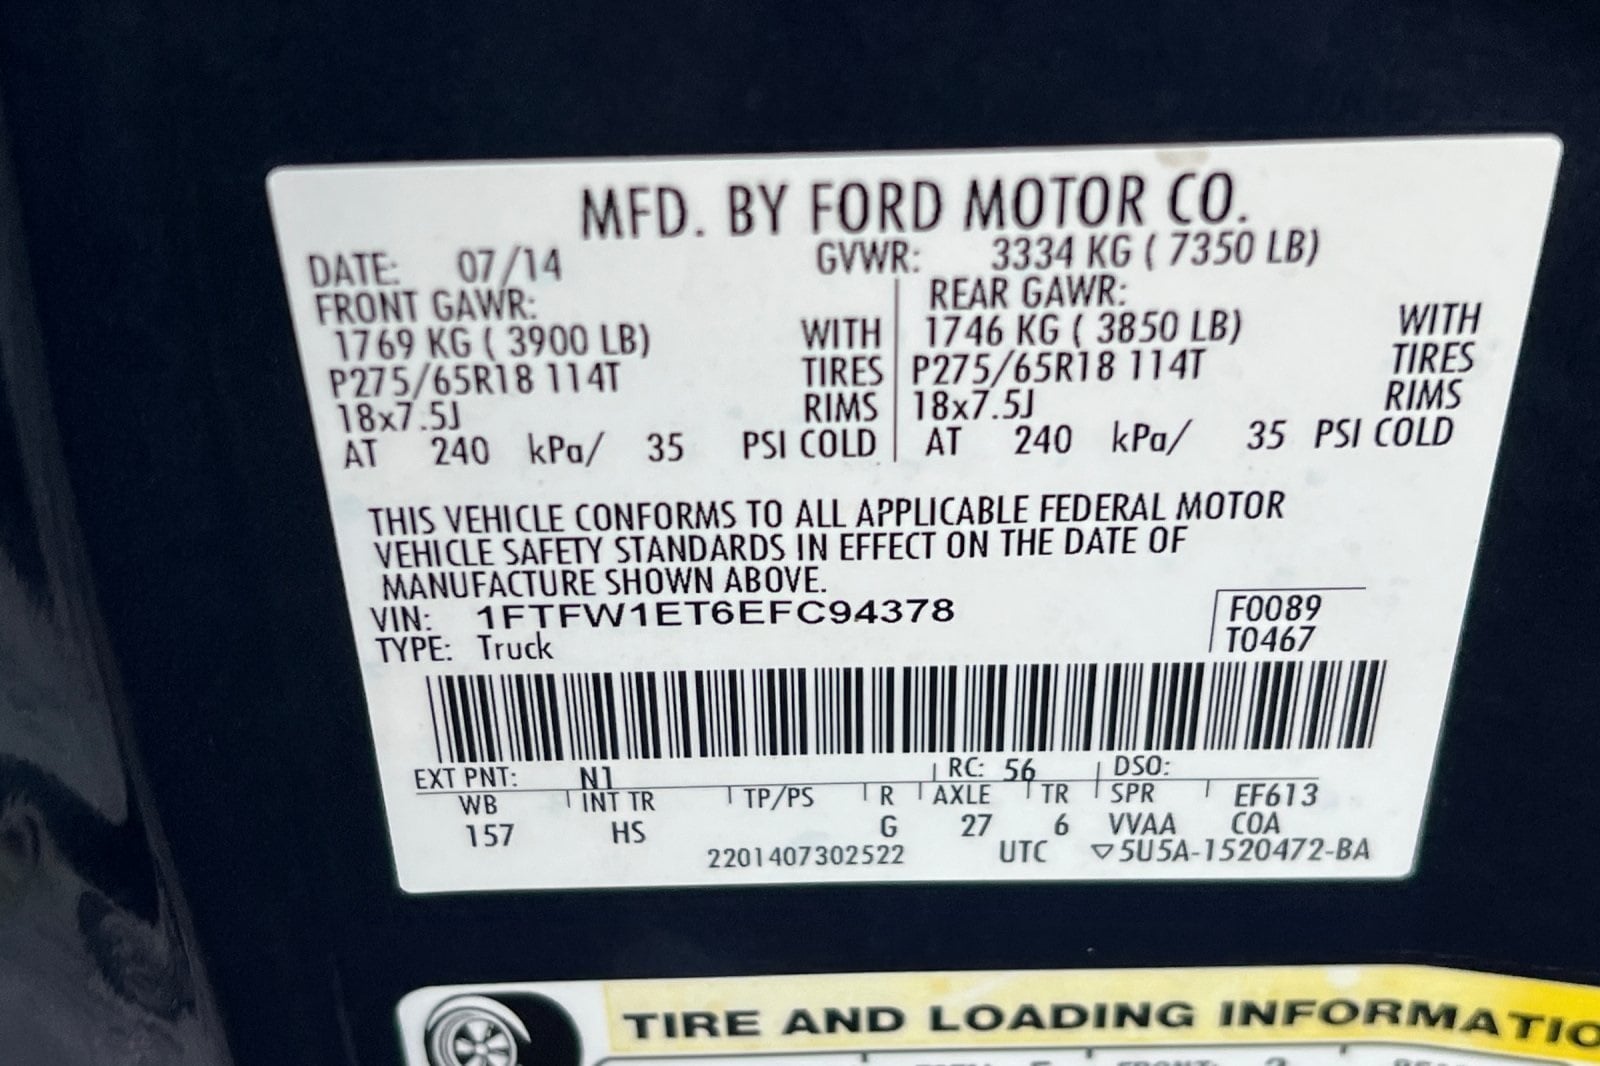 MFD. BY FORD MOTOR CO.
DATE: 07/14 GVWR: 3334 KG ( 7350 LB)
FRONT GAWR: REAR GAWR:
1769 KG ( 3900 LB) WITH 1746 KG ( 3850 LB) WITH
P275/65R18 114T TIRES P275/65R18 114T TIRES
18x7.5J RIMS 18x7.5J RIMS
AT 240 kPa/ 35 PSI COLD AT 240 kPa/ 35 PSI COLD
THIS VEHICLE CONFORMS TO ALL APPLICABLE FEDERAL MOTOR
VEHICLE SAFETY STANDARDS IN EFFECT ON THE DATE OF
MANUFACTURE SHOWN ABOVE.
VIN: 1FTFW1ET6EFC94378 F0089
TYPE: Truck T0467
EXT PNT: N1 RC: 56 DSO:
WB INT TR TP/PS R AXLE TR SPR EF613
157 HS G 27 6 VVAA COA
2201407302522 UTC ▽5U5A-1520472-BA
TIRE AND LOADING INFORMATIO